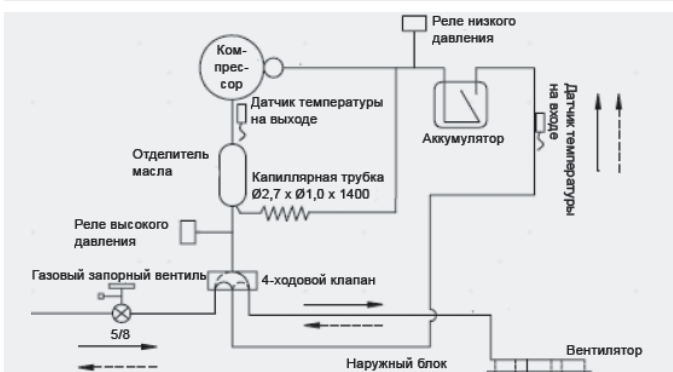 Реле низкого
давления
Ком-
прес-
сор
Датчик температуры
на выходе
Аккумулятор
Датчик температуры
на входе
Отделитель
масла
Капиллярная трубка
Ø2,7 x Ø1,0 x 1400
Реле высокого
давления
Газовый запорный вентиль
4-ходовой клапан
5/8
Вентилятор
Наружный блок